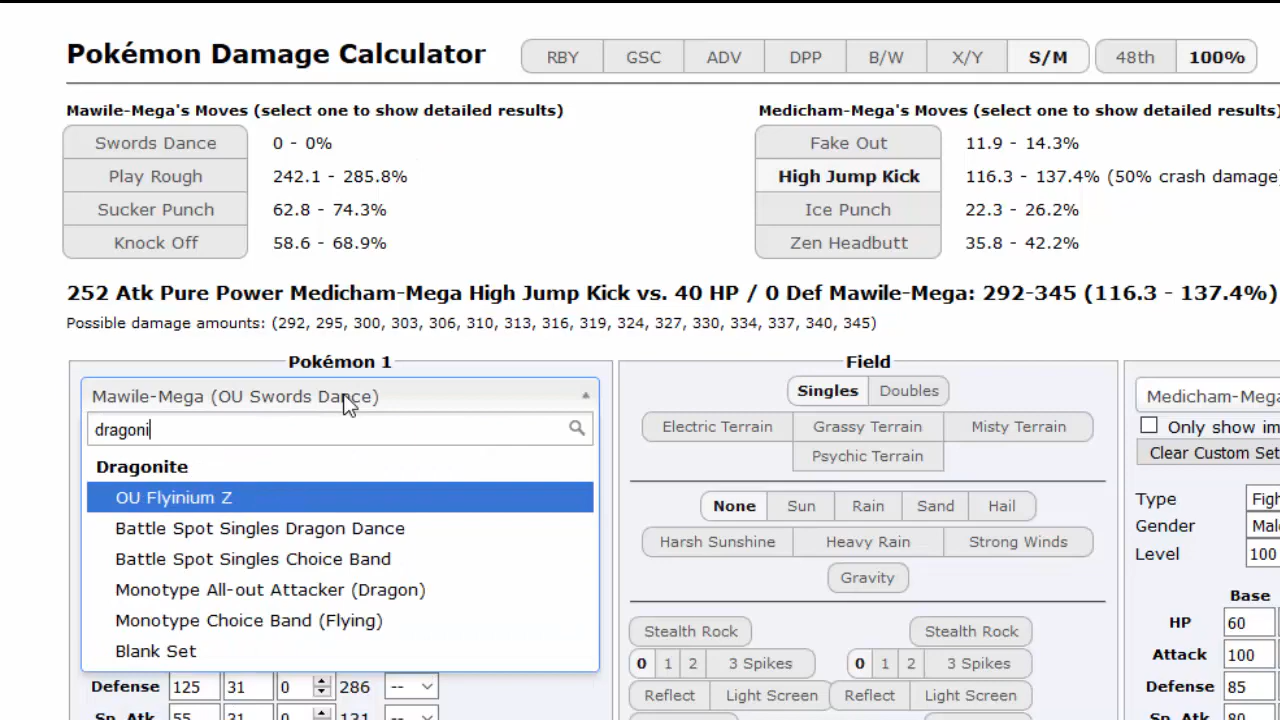 Pokémon Damage Calculator
RBY GSC ADV DPP B/W X/Y S/M 48th 100%
Mawile-Mega's Moves (select one to show detailed results)
Swords Dance 0 - 0%
Play Rough 242.1 - 285.8%
Sucker Punch 62.8 - 74.3%
Knock Off 58.6 - 68.9%
Medicham-Mega's Moves (select one to show detailed results)
Fake Out 11.9 - 14.3%
High Jump Kick 116.3 - 137.4% (50% crash damage)
Ice Punch 22.3 - 26.2%
Zen Headbutt 35.8 - 42.2%
252 Atk Pure Power Medicham-Mega High Jump Kick vs. 40 HP / 0 Def Mawile-Mega: 292-345 (116.3 - 137.4%)
Possible damage amounts: (292, 295, 300, 303, 306, 310, 313, 316, 319, 324, 327, 330, 334, 337, 340, 345)
Pokémon 1
Mawile-Mega (OU Swords Dance)
dragoni
Dragonite
OU Flyinium Z
Battle Spot Singles Dragon Dance
Battle Spot Singles Choice Band
Monotype All-out Attacker (Dragon)
Monotype Choice Band (Flying)
Blank Set
Defense 125 31 0 286 --
Sp. Atk 55 31 0 131 --
Field
Singles Doubles
Electric Terrain Grassy Terrain Misty Terrain
Psychic Terrain
None Sun Rain Sand Hail
Harsh Sunshine Heavy Rain Strong Winds
Gravity
Stealth Rock Stealth Rock
0 1 2 3 Spikes 0 1 2 3 Spikes
Reflect Light Screen Reflect Light Screen
Medicham-Mega
Only show im
Clear Custom Set
Type Figh
Gender Mal
Level 100
Base
HP 60
Attack 100
Defense 85
Sp. Atk 80